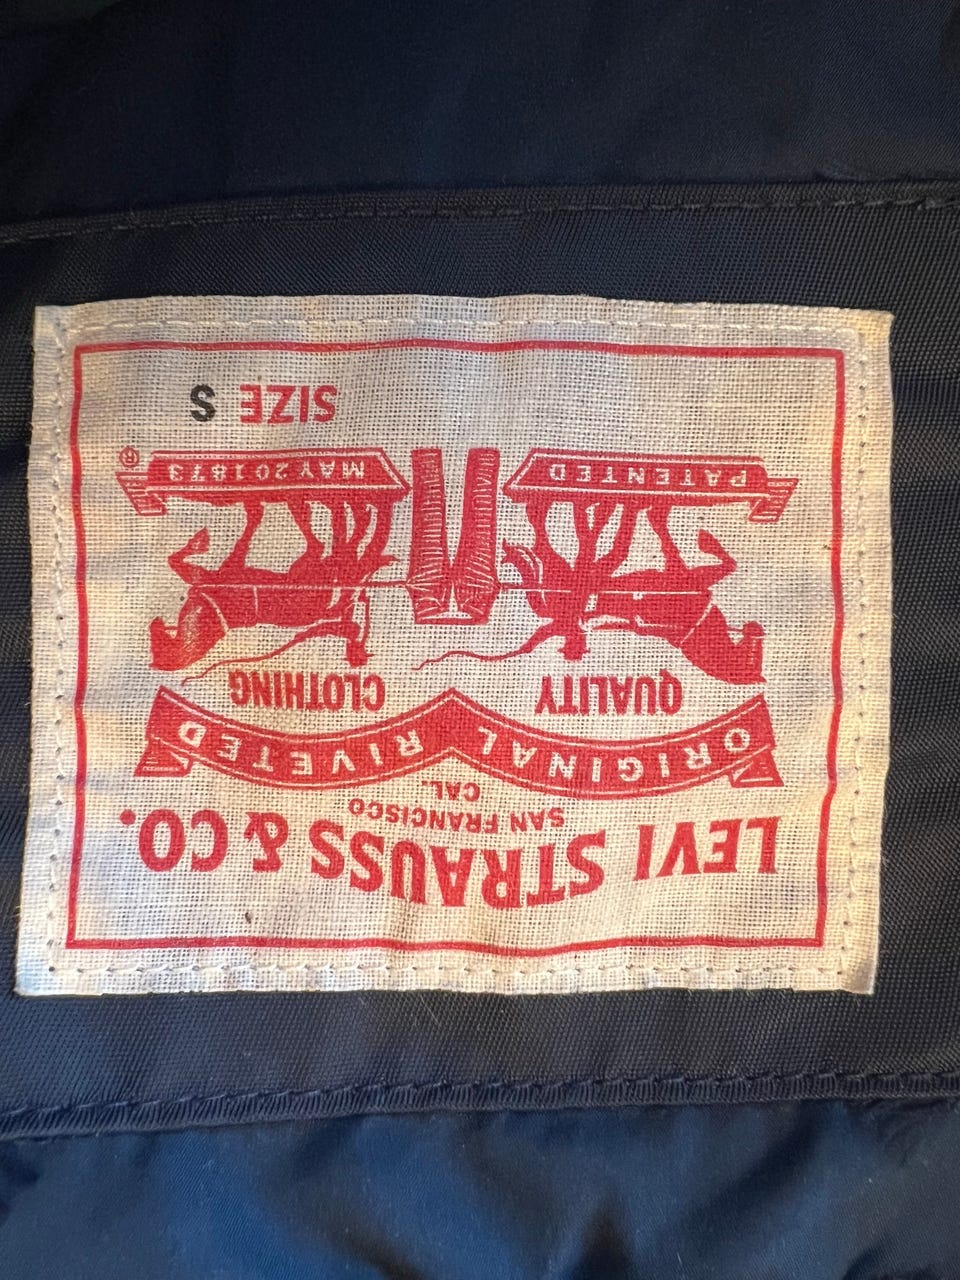 LEVI STRAUSS & CO.
SAN FRANCISCO
CAL.
ORIGINAL RIVETED
QUALITY CLOTHING
PATENTED MAY 20 1873 ®
SIZE S